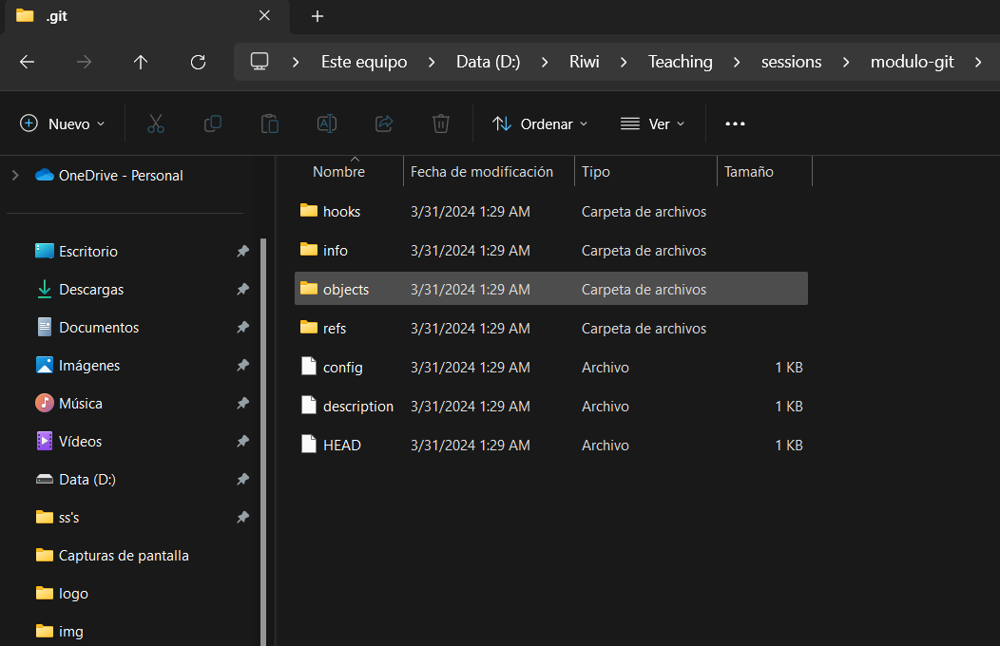 .git
Este equipo > Data (D:) > Riwi > Teaching > sessions > modulo-git >
Nuevo Ordenar Ver
OneDrive - Personal
Escritorio
Descargas
Documentos
Imágenes
Música
Vídeos
Data (D:)
ss's
Capturas de pantalla
logo
img
Nombre Fecha de modificación Tipo Tamaño
hooks 3/31/2024 1:29 AM Carpeta de archivos
info 3/31/2024 1:29 AM Carpeta de archivos
objects 3/31/2024 1:29 AM Carpeta de archivos
refs 3/31/2024 1:29 AM Carpeta de archivos
config 3/31/2024 1:29 AM Archivo 1 KB
description 3/31/2024 1:29 AM Archivo 1 KB
HEAD 3/31/2024 1:29 AM Archivo 1 KB